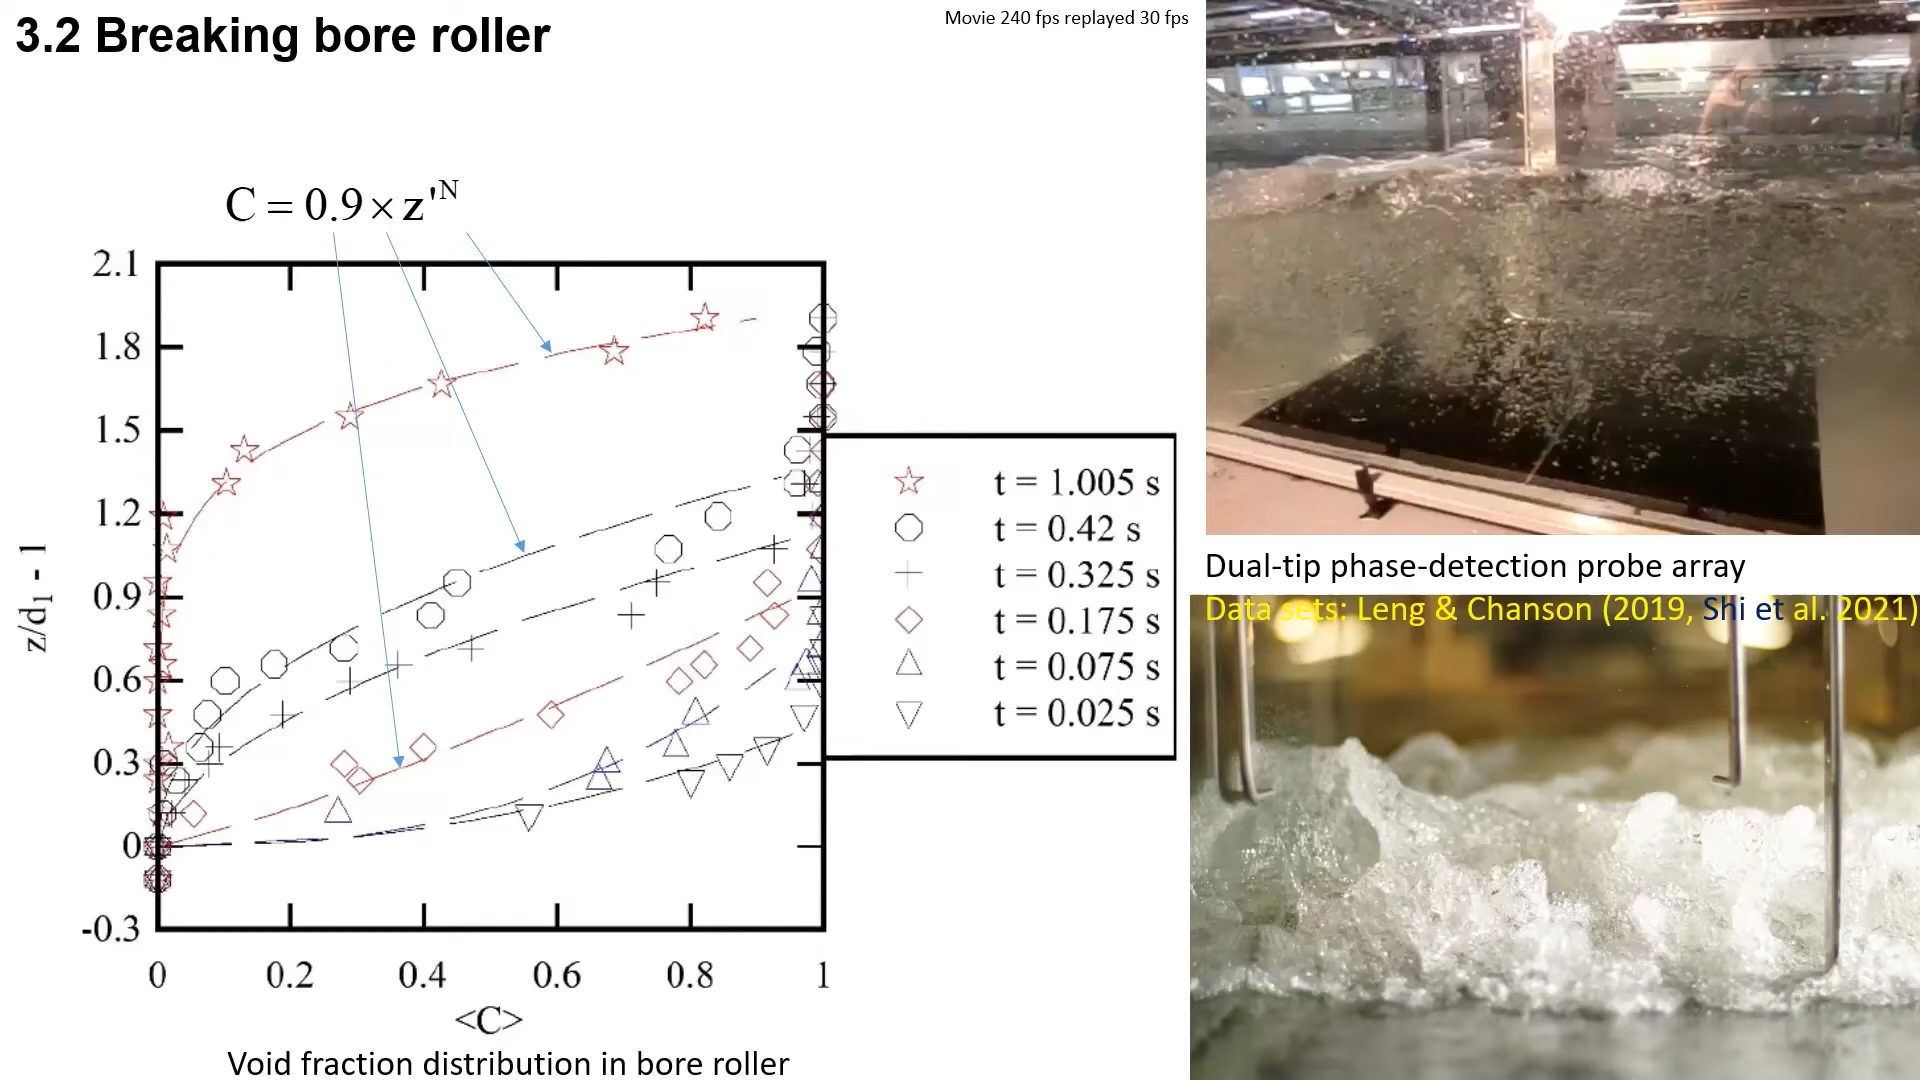 3.2 Breaking bore roller
Movie 240 fps replayed 30 fps
C = 0.9 × z'^N
2.1
1.8
1.5
1.2
0.9
0.6
0.3
0
-0.3
z/d₁ - 1
0 0.2 0.4 0.6 0.8 1
<C>
t = 1.005 s
t = 0.42 s
t = 0.325 s
t = 0.175 s
t = 0.075 s
t = 0.025 s
Void fraction distribution in bore roller
Dual-tip phase-detection probe array
Data sets: Leng & Chanson (2019, Shi et al. 2021)